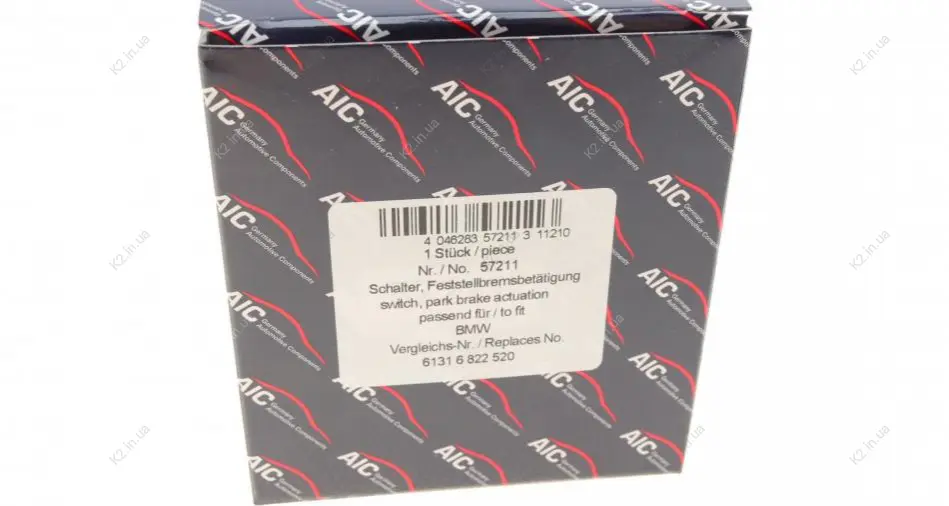 4 046283 57211 3 11210
1 Stück / piece
Nr. / No. 57211
Schalter, Feststellbremsbetätigung
switch, park brake actuation
passend für / to fit
BMW
Vergleichs-Nr. / Replaces No.
6131 6 822 520
AIC
Germany
Automotive Components
K2.in.ua